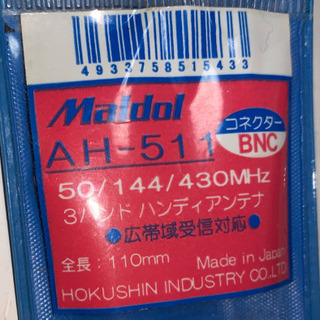 4933758515433
Maldol
AH-511
コネクター
BNC
50/144/430MHz
3バンド ハンディアンテナ
●広帯域受信対応●
全長：110mm Made in Japan
HOKUSHIN INDUSTRY CO.,LTD